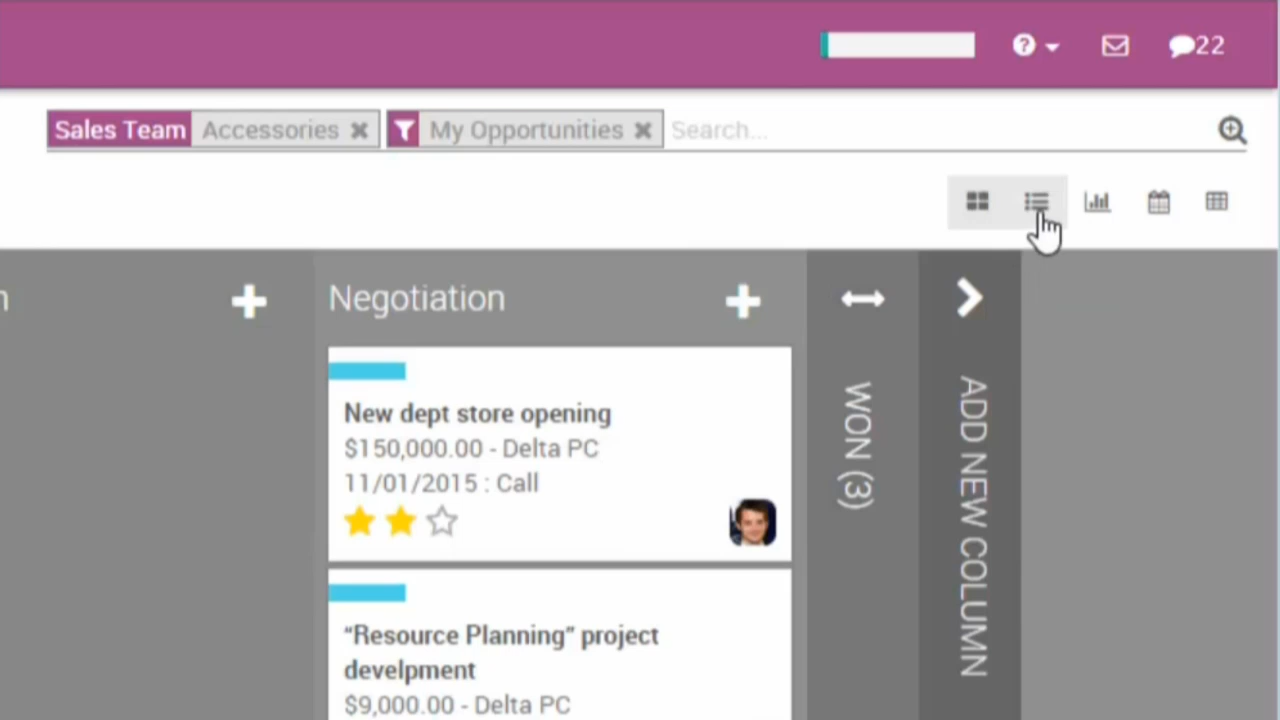 22
Sales Team Accessories My Opportunities Search...
Negotiation
New dept store opening
$150,000.00 - Delta PC
11/01/2015 : Call
“Resource Planning” project
develpment
$9,000.00 - Delta PC
WON (3)
ADD NEW COLUMN